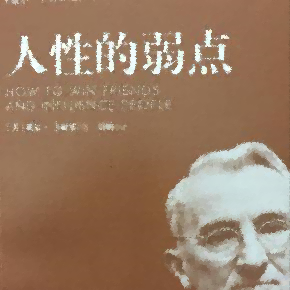 人性的弱点
HOW TO WIN FRIENDS
AND INFLUENCE PEOPLE